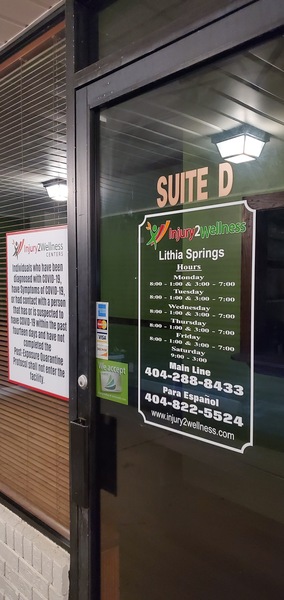 SUITE D
Injury2Wellness
Lithia Springs
Hours
Monday
8:00 - 1:00 & 3:00 - 7:00
Tuesday
8:00 - 1:00 & 3:00 - 7:00
Wednesday
8:00 - 1:00 & 3:00 - 7:00
Thursday
8:00 - 1:00 & 3:00 - 7:00
Friday
8:00 - 1:00 & 3:00 - 7:00
Saturday
9:00 - 3:00
Main Line
404-288-8433
Para Español
404-822-5524
www.injury2wellness.com
Injury2Wellness
CENTERS
Individuals who have been
diagnosed with COVID-19,
have Symptoms of COVID-19,
or had contact with a person
that has or is suspected to
have COVID-19 within the past
fourteen days and have not
completed the
Post-Exposure Quarantine
Protocol shall not enter the
facility.
VISA
we accept